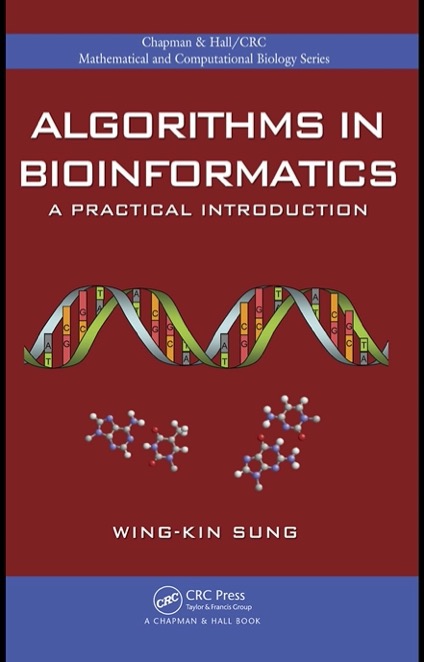 Chapman & Hall/CRC
Mathematical and Computational Biology Series
ALGORITHMS IN
BIOINFORMATICS
A PRACTICAL INTRODUCTION
WING-KIN SUNG
CRC
CRC Press
Taylor & Francis Group
A CHAPMAN & HALL BOOK